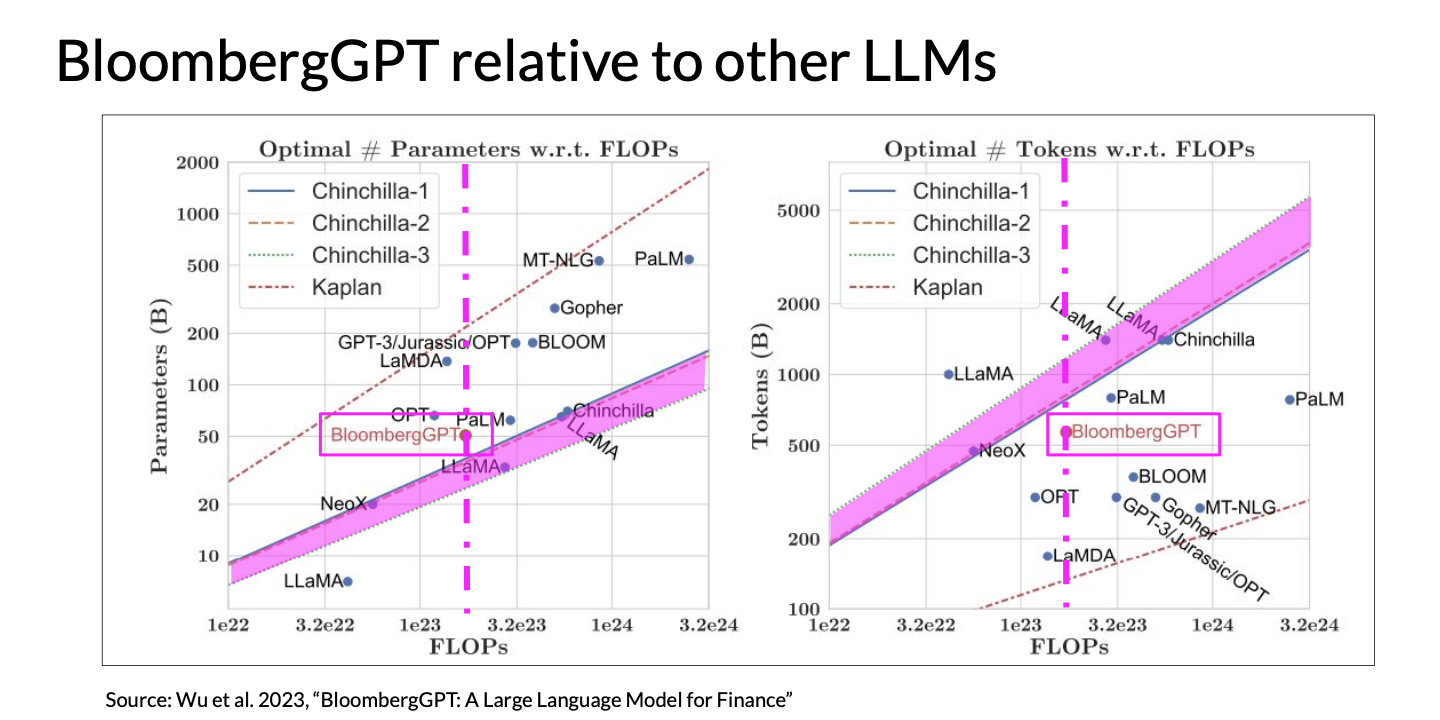 BloombergGPT relative to other LLMs
Optimal # Parameters w.r.t. FLOPs
Chinchilla-1
Chinchilla-2
Chinchilla-3
Kaplan
Parameters (B)
2000
1000
500
200
100
50
20
10
MT-NLG
PaLM
Gopher
GPT-3/Jurassic/OPT
BLOOM
LaMDA
OPT
PaLM
Chinchilla
BloombergGPT
LLaMA
LLaMA
NeoX
LLaMA
1e22
3.2e22
1e23
3.2e23
1e24
3.2e24
FLOPs
Optimal # Tokens w.r.t. FLOPs
Chinchilla-1
Chinchilla-2
Chinchilla-3
Kaplan
Tokens (B)
5000
2000
1000
500
200
100
LLaMA
LLaMA
Chinchilla
LLaMA
PaLM
PaLM
BloombergGPT
NeoX
BLOOM
OPT
GPT-3/Jurassic/OPT
Gopher
MT-NLG
LaMDA
1e22
3.2e22
1e23
3.2e23
1e24
3.2e24
FLOPs
Source: Wu et al. 2023, “BloombergGPT: A Large Language Model for Finance”